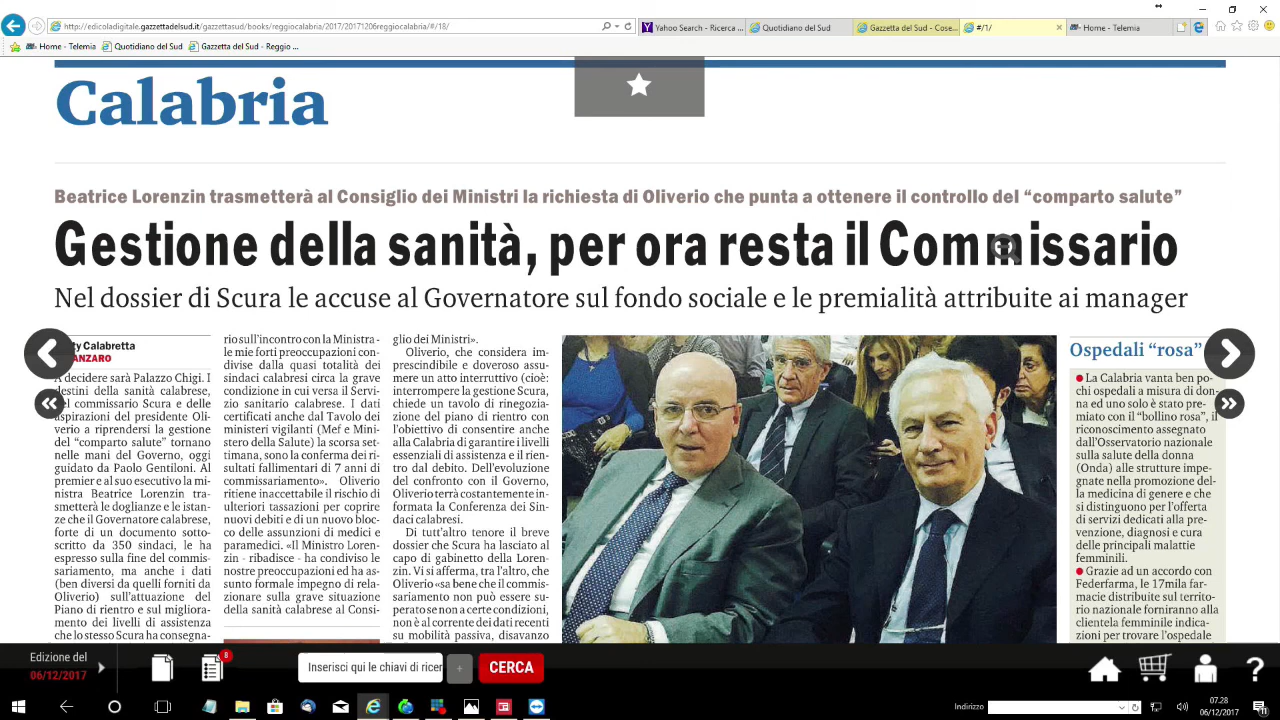 http://edicoladigitale.gazzettadelsud.it/gazzettasud/books/reggiocalabria/2017/20171206reggiocalabria/#/18/
Yahoo Search - Ricerca ...
Quotidiano del Sud
Gazzetta del Sud - Cose...
#/1/
Home - Telemia
Home - Telemia
Quotidiano del Sud
Gazzetta del Sud - Reggio ...
Calabria
Beatrice Lorenzin trasmetterà al Consiglio dei Ministri la richiesta di Oliverio che punta a ottenere il controllo del “comparto salute”
Gestione della sanità, per ora resta il Commissario
Nel dossier di Scura le accuse al Governatore sul fondo sociale e le premialità attribuite ai manager
ty Calabretta
ANZARO
A decidere sarà Palazzo Chigi. I
destini della sanità calabrese,
commissario Scura e delle
aspirazioni del presidente Oli-
verio a riprendersi la gestione
del “comparto salute” tornano
nelle mani del Governo, oggi
guidato da Paolo Gentiloni. Al
premier e al suo esecutivo la mi-
nistra Beatrice Lorenzin tra-
smetterà le doglianze e le istan-
ze che il Governatore calabrese,
forte di un documento sotto-
scritto da 350 sindaci, le ha
espresso sulla fine del commis-
sariamento, ma anche i dati
(ben diversi da quelli forniti da
Oliverio) sull'attuazione del
Piano di rientro e sul migliora-
mento dei livelli di assistenza
che lo stesso Scura ha consegna-
rio sull'incontro con la Ministra -
le mie forti preoccupazioni con-
divise dalla quasi totalità dei
sindaci calabresi circa la grave
condizione in cui versa il Servi-
zio sanitario calabrese. I dati
certificati anche dal Tavolo dei
ministeri vigilanti (Mef e Mini-
stero della Salute) la scorsa set-
timana, sono la conferma dei ri-
sultati fallimentari di 7 anni di
commissariamento». Oliverio
ritiene inaccettabile il rischio di
ulteriori tassazioni per coprire
nuovi debiti e di un nuovo bloc-
co delle assunzioni di medici e
paramedici. «Il Ministro Loren-
zin - ribadisce - ha condiviso le
nostre preoccupazioni ed ha as-
sunto formale impegno di rela-
zionare sulla grave situazione
della sanità calabrese al Consi-
glio dei Ministri».
Oliverio, che considera im-
prescindibile e doveroso assu-
mere un atto interruttivo (cioè:
interrompere la gestione Scura,
chiede un tavolo di rinegozia-
zione del piano di rientro con
l'obiettivo di consentire anche
alla Calabria di garantire i livelli
essenziali di assistenza e il rien-
tro dal debito. Dell'evoluzione
del confronto con il Governo,
Oliverio terrà costantemente in-
formata la Conferenza dei Sin-
daci calabresi.
Di tutt'altro tenore il breve
dossier che Scura ha lasciato al
capo di gabinetto della Loren-
zin. Vi si afferma, tra l'altro, che
Oliverio «sa bene che il commis-
sariamento non può essere su-
perato se non a certe condizioni,
non è al corrente dei dati recenti
su mobilità passiva, disavanzo
Ospedali “rosa”
La Calabria vanta ben po-
chi ospedali a misura di don-
na ed uno solo è stato pre-
miato con il “bollino rosa”, il
riconoscimento assegnato
dall'Osservatorio nazionale
sulla salute della donna
(Onda) alle strutture impe-
gnate nella promozione del-
la medicina di genere e che
si distinguono per l'offerta
di servizi dedicati alla pre-
venzione, diagnosi e cura
delle principali malattie
femminili.
Grazie ad un accordo con
Federfarma, le 17mila far-
macie distribuite sul territo-
rio nazionale forniranno alla
clientela femminile indica-
zioni per trovare l'ospedale
Edizione del
06/12/2017
8
Inserisci qui le chiavi di ricer
+
CERCA
?
Indirizzo
07.28
06/12/2017
11